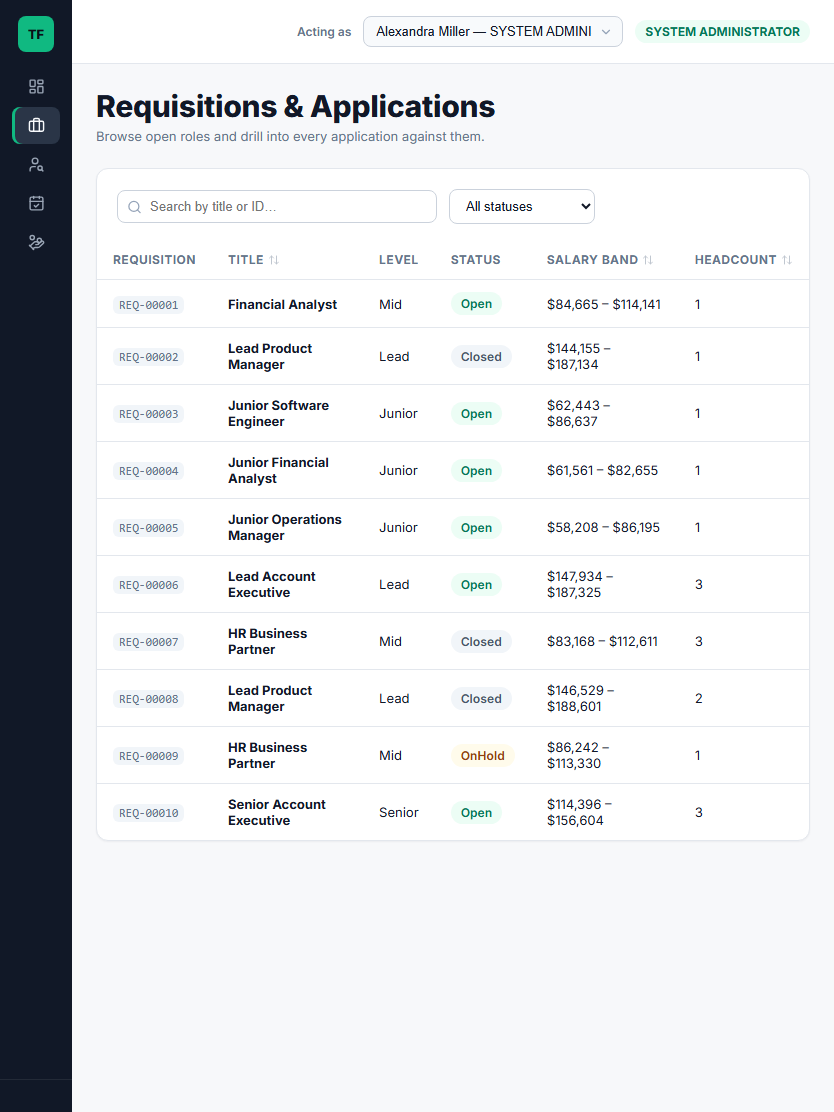 TF
Acting as
Alexandra Miller — SYSTEM ADMINI
SYSTEM ADMINISTRATOR
Requisitions & Applications
Browse open roles and drill into every application against them.
Search by title or ID...
All statuses
REQUISITION TITLE LEVEL STATUS SALARY BAND HEADCOUNT
REQ-00001 Financial Analyst Mid Open $84,665 – $114,141 1
REQ-00002 Lead Product Manager Lead Closed $144,155 – $187,134 1
REQ-00003 Junior Software Engineer Junior Open $62,443 – $86,637 1
REQ-00004 Junior Financial Analyst Junior Open $61,561 – $82,655 1
REQ-00005 Junior Operations Manager Junior Open $58,208 – $86,195 1
REQ-00006 Lead Account Executive Lead Open $147,934 – $187,325 3
REQ-00007 HR Business Partner Mid Closed $83,168 – $112,611 3
REQ-00008 Lead Product Manager Lead Closed $146,529 – $188,601 2
REQ-00009 HR Business Partner Mid OnHold $86,242 – $113,330 1
REQ-00010 Senior Account Executive Senior Open $114,396 – $156,604 3